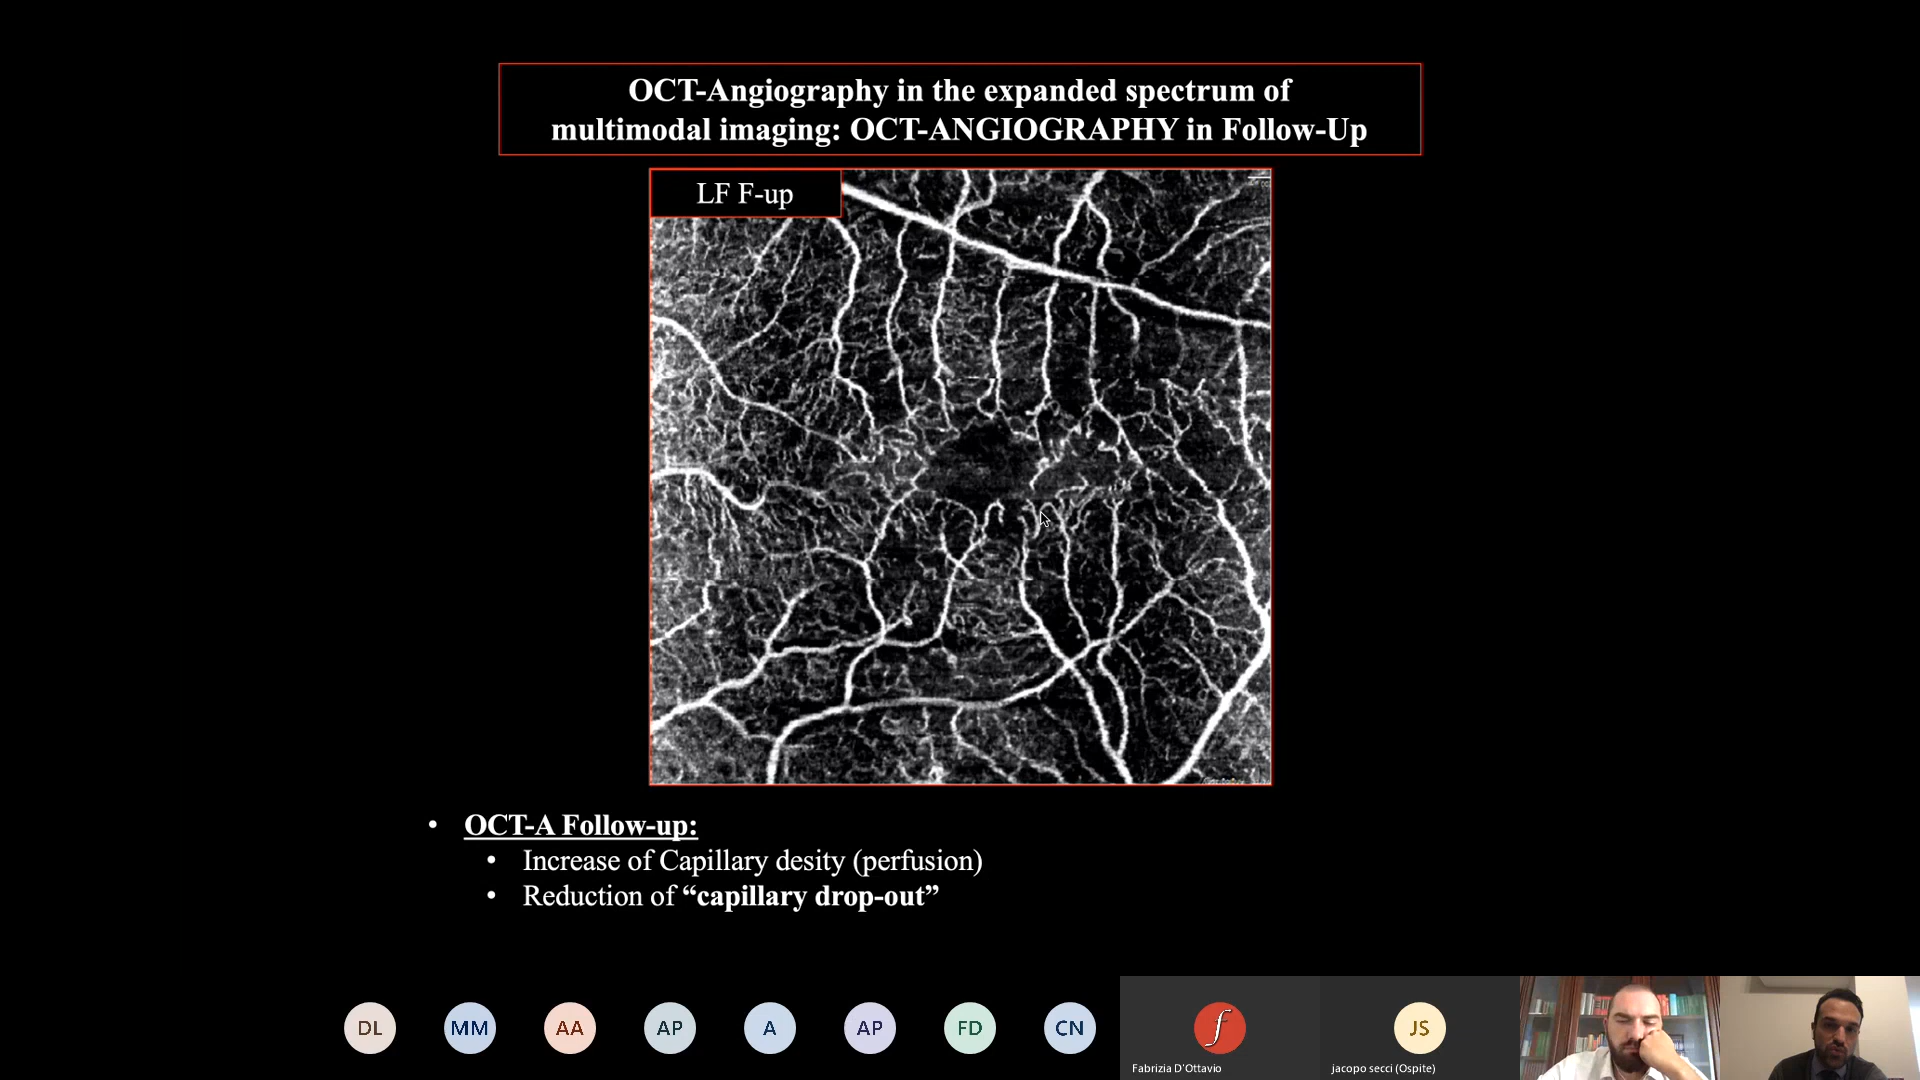 OCT-Angiography in the expanded spectrum of
multimodal imaging: OCT-ANGIOGRAPHY in Follow-Up
LF F-up
• OCT-A Follow-up:
• Increase of Capillary desity (perfusion)
• Reduction of “capillary drop-out”
DL
MM
AA
AP
A
AP
FD
CN
f
JS
Fabrizia D'Ottavio
jacopo secci (Ospite)